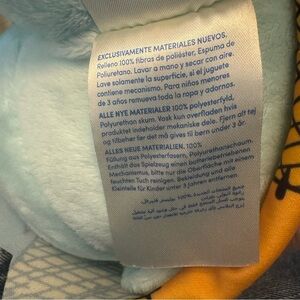 EXCLUSIVAMENTE MATERIALES NUEVOS.
Relleno 100% fibras de poliéster, Espuma de
Poliuretano. Lavar a mano y secar con aire.
Lave solamente la superficie, si el juguete
contiene mecanismo. Para niños menores
de 3 años remueva toda la ropa y adornos.
ALLE NYE MATERIALER 100% polyesterfyld,
Polyurethan skum. Vask kun overfladen hvis
produktet indeholder mekaniske dele. Fjern alt tøj
og tilbehør før det må gives til børn under 3 år.
ALLES NEUE MATERIALIEN. 100%
Füllung aus Polyesterfasern, Polyurethanschaum.
Enthält das Spielzeug einen batteriebetriebenen
Mechanismus, bitte nur die Oberfläche mit einem
feuchten Tuch reinigen. Bekleidung und alle
Kleinteile für Kinder unter 3 Jahren entfernen